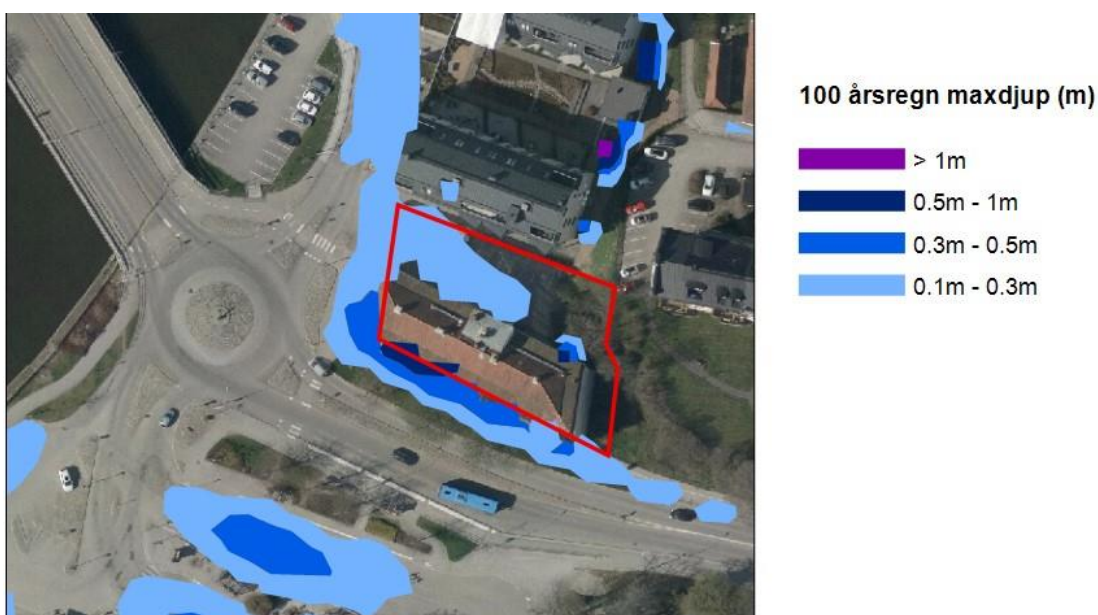 100 årsregn maxdjup (m)
> 1m
0.5m - 1m
0.3m - 0.5m
0.1m - 0.3m